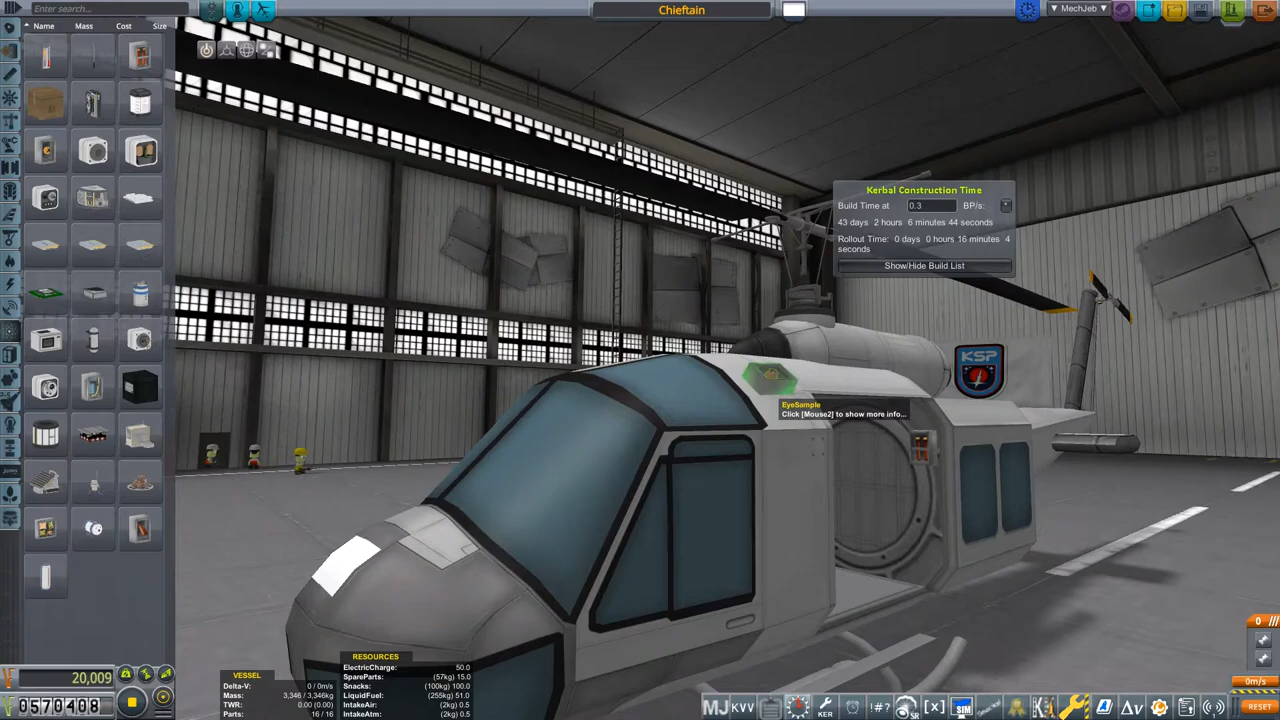 Enter search...
Chieftain
▼ MechJeb ▼
Name Mass Cost Size
Kerbal Construction Time
Build Time at 0.3 BP/s: *
43 days 2 hours 6 minutes 44 seconds
Rollout Time: 0 days 0 hours 16 minutes 4
seconds
Show/Hide Build List
KSP
EyeSample
Click [Mouse2] to show more info...
RESOURCES
ElectricCharge: 50.0
SpareParts: (57kg) 15.0
Snacks: (100kg) 100.0
LiquidFuel: (255kg) 51.0
IntakeAir: (2kg) 0.5
IntakeAtm: (2kg) 0.5
VESSEL
Delta-V: 0 / 0m/s
Mass: 3,346 / 3,346kg
TWR: 0.00 (0.00)
Parts: 16 / 16
20,009
0570408
0
0m/s
RESET
MJ KVV KER !#? SR [X] SIM Δv